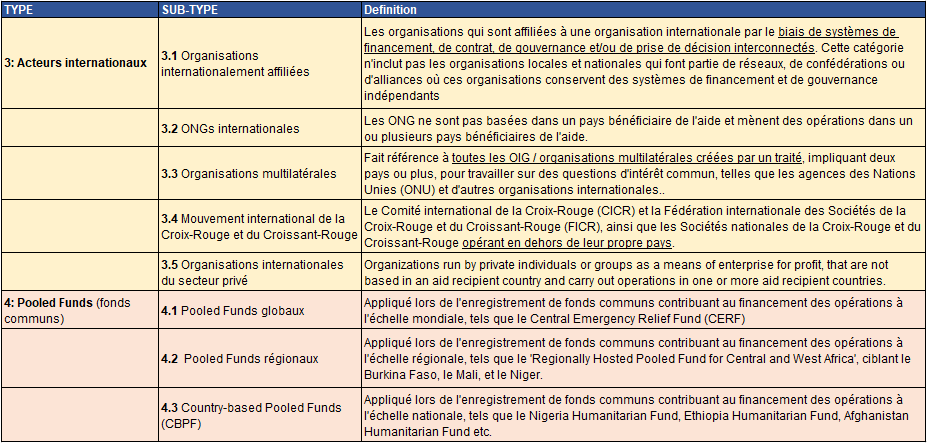 TYPE SUB-TYPE Definition
3: Acteurs internationaux
3.1 Organisations
internationalement affiliées
Les organisations qui sont affiliées à une organisation internationale par le biais de systèmes de
financement, de contrat, de gouvernance et/ou de prise de décision interconnectés. Cette catégorie
n'inclut pas les organisations locales et nationales qui font partie de réseaux, de confédérations ou
d'alliances où ces organisations conservent des systèmes de financement et de gouvernance
indépendants
3.2 ONGs internationales
Les ONG ne sont pas basées dans un pays bénéficiaire de l'aide et mènent des opérations dans un
ou plusieurs pays bénéficiaires de l'aide.
3.3 Organisations multilatérales
Fait référence à toutes les OIG / organisations multilatérales créées par un traité, impliquant deux
pays ou plus, pour travailler sur des questions d'intérêt commun, telles que les agences des Nations
Unies (ONU) et d'autres organisations internationales..
3.4 Mouvement international de la
Croix-Rouge et du Croissant-Rouge
Le Comité international de la Croix-Rouge (CICR) et la Fédération internationale des Sociétés de la
Croix-Rouge et du Croissant-Rouge (FICR), ainsi que les Sociétés nationales de la Croix-Rouge et du
Croissant-Rouge opérant en dehors de leur propre pays.
3.5 Organisations internationales
du secteur privé
Organizations run by private individuals or groups as a means of enterprise for profit, that are not
based in an aid recipient country and carry out operations in one or more aid recipient countries.
4: Pooled Funds (fonds
communs)
4.1 Pooled Funds globaux
Appliqué lors de l'enregistrement de fonds communs contribuant au financement des opérations à
l'échelle mondiale, tels que le Central Emergency Relief Fund (CERF)
4.2 Pooled Funds régionaux
Appliqué lors de l'enregistrement de fonds communs contribuant au financement des opérations à
l'échelle régionale, tels que le 'Regionally Hosted Pooled Fund for Central and West Africa', ciblant le
Burkina Faso, le Mali, et le Niger.
4.3 Country-based Pooled Funds
(CBPF)
Appliqué lors de l'enregistrement de fonds communs contribuant au financement des opérations à
l'échelle nationale, tels que le Nigeria Humanitarian Fund, Ethiopia Humanitarian Fund, Afghanistan
Humanitarian Fund etc.